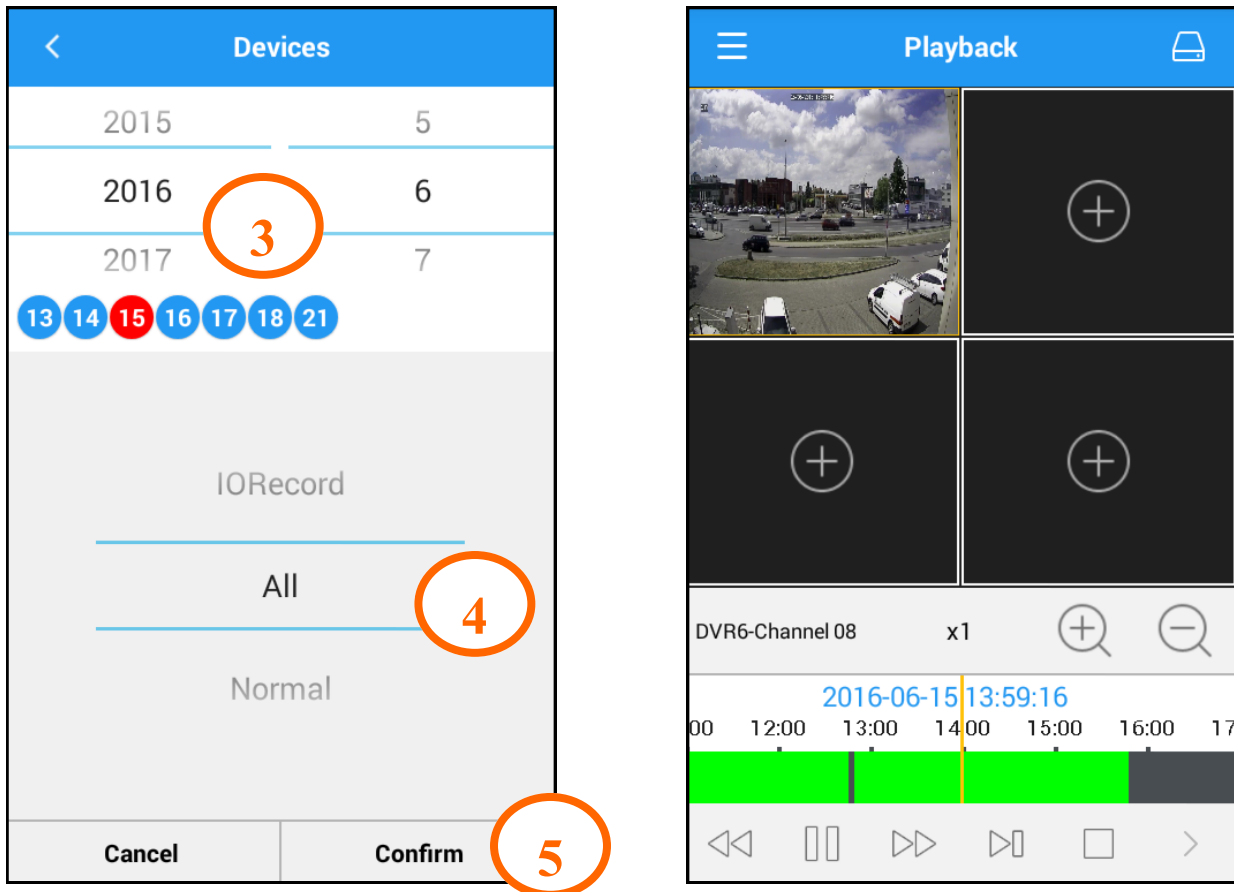 Devices
2015 5
2016 6
2017 7
3
13 14 15 16 17 18 21
IORecord
All
4
Normal
Cancel Confirm
5
Playback
DVR6-Channel 08 x1
2016-06-15 13:59:16
00 12:00 13:00 14:00 15:00 16:00 17